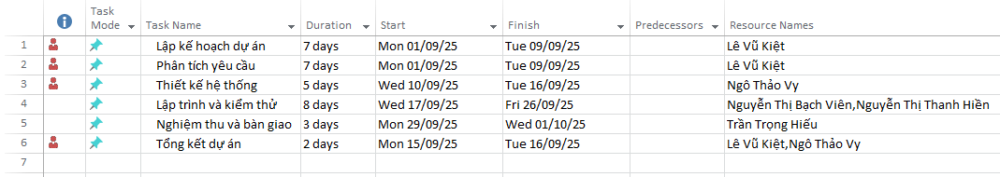 Task Mode Task Name Duration Start Finish Predecessors Resource Names
1 Lập kế hoạch dự án 7 days Mon 01/09/25 Tue 09/09/25 Lê Vũ Kiệt
2 Phân tích yêu cầu 7 days Mon 01/09/25 Tue 09/09/25 Lê Vũ Kiệt
3 Thiết kế hệ thống 5 days Wed 10/09/25 Tue 16/09/25 Ngô Thảo Vy
4 Lập trình và kiểm thử 8 days Wed 17/09/25 Fri 26/09/25 Nguyễn Thị Bạch Viên,Nguyễn Thị Thanh Hiền
5 Nghiệm thu và bàn giao 3 days Mon 29/09/25 Wed 01/10/25 Trần Trọng Hiếu
6 Tổng kết dự án 2 days Mon 15/09/25 Tue 16/09/25 Lê Vũ Kiệt,Ngô Thảo Vy
7